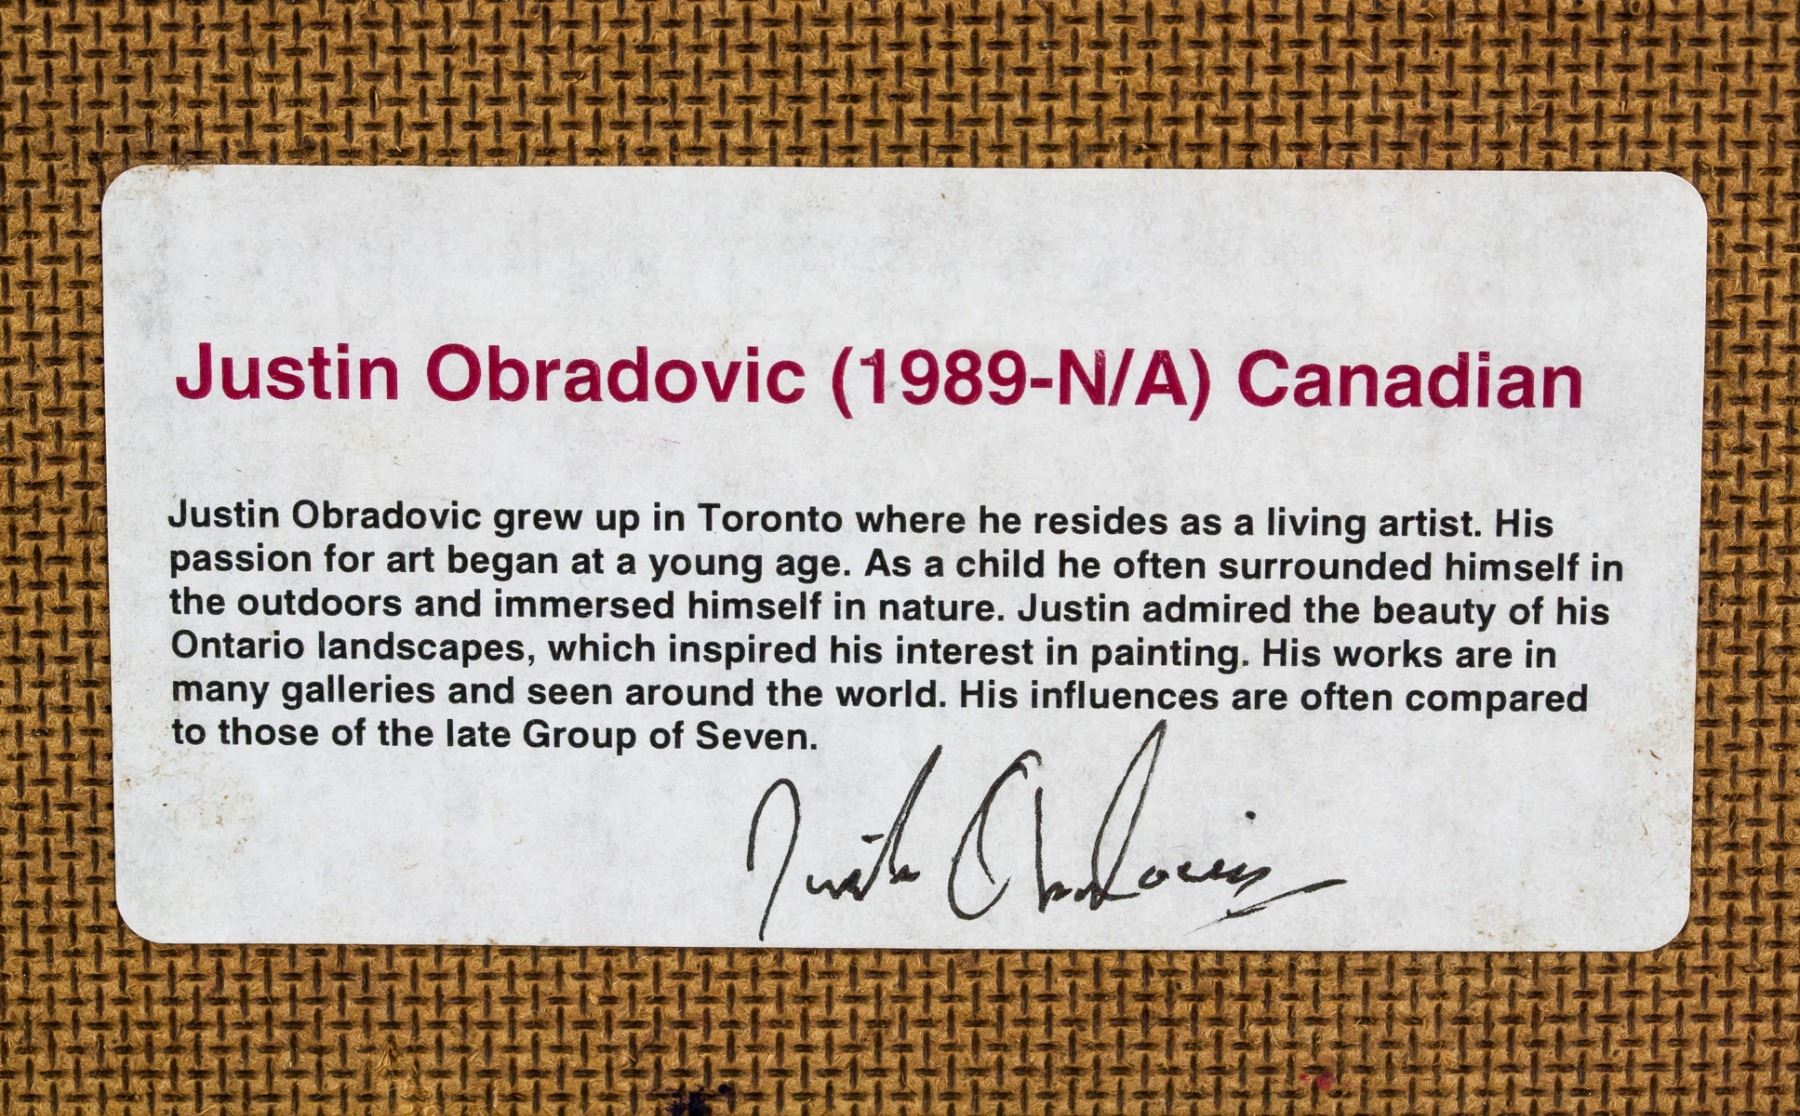 Justin Obradovic (1989-N/A) Canadian
Justin Obradovic grew up in Toronto where he resides as a living artist. His
passion for art began at a young age. As a child he often surrounded himself in
the outdoors and immersed himself in nature. Justin admired the beauty of his
Ontario landscapes, which inspired his interest in painting. His works are in
many galleries and seen around the world. His influences are often compared
to those of the late Group of Seven.
Justin Obradovic